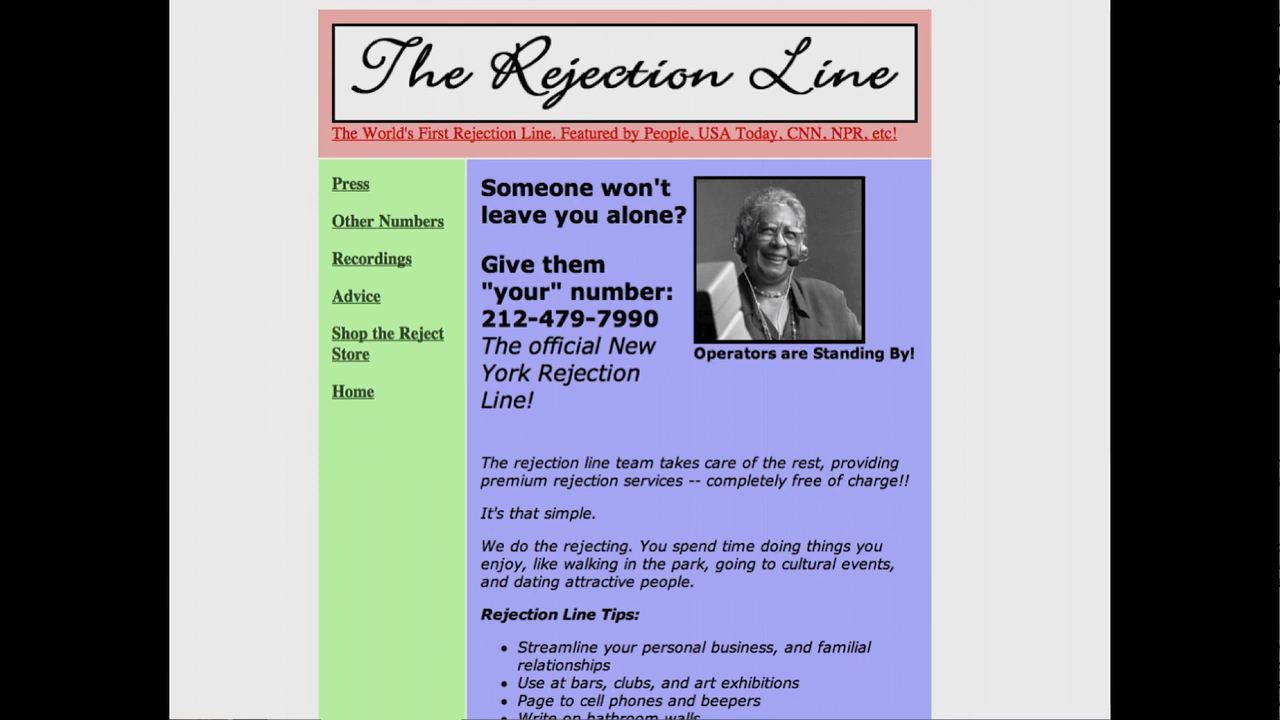 The Rejection Line
The World's First Rejection Line. Featured by People, USA Today, CNN, NPR, etc!
Press
Other Numbers
Recordings
Advice
Shop the Reject
Store
Home
Someone won't
leave you alone?
Give them
"your" number:
212-479-7990
The official New
York Rejection
Line!
Operators are Standing By!
The rejection line team takes care of the rest, providing
premium rejection services -- completely free of charge!!
It's that simple.
We do the rejecting. You spend time doing things you
enjoy, like walking in the park, going to cultural events,
and dating attractive people.
Rejection Line Tips:
• Streamline your personal business, and familial
relationships
• Use at bars, clubs, and art exhibitions
• Page to cell phones and beepers
• Write on bathroom walls